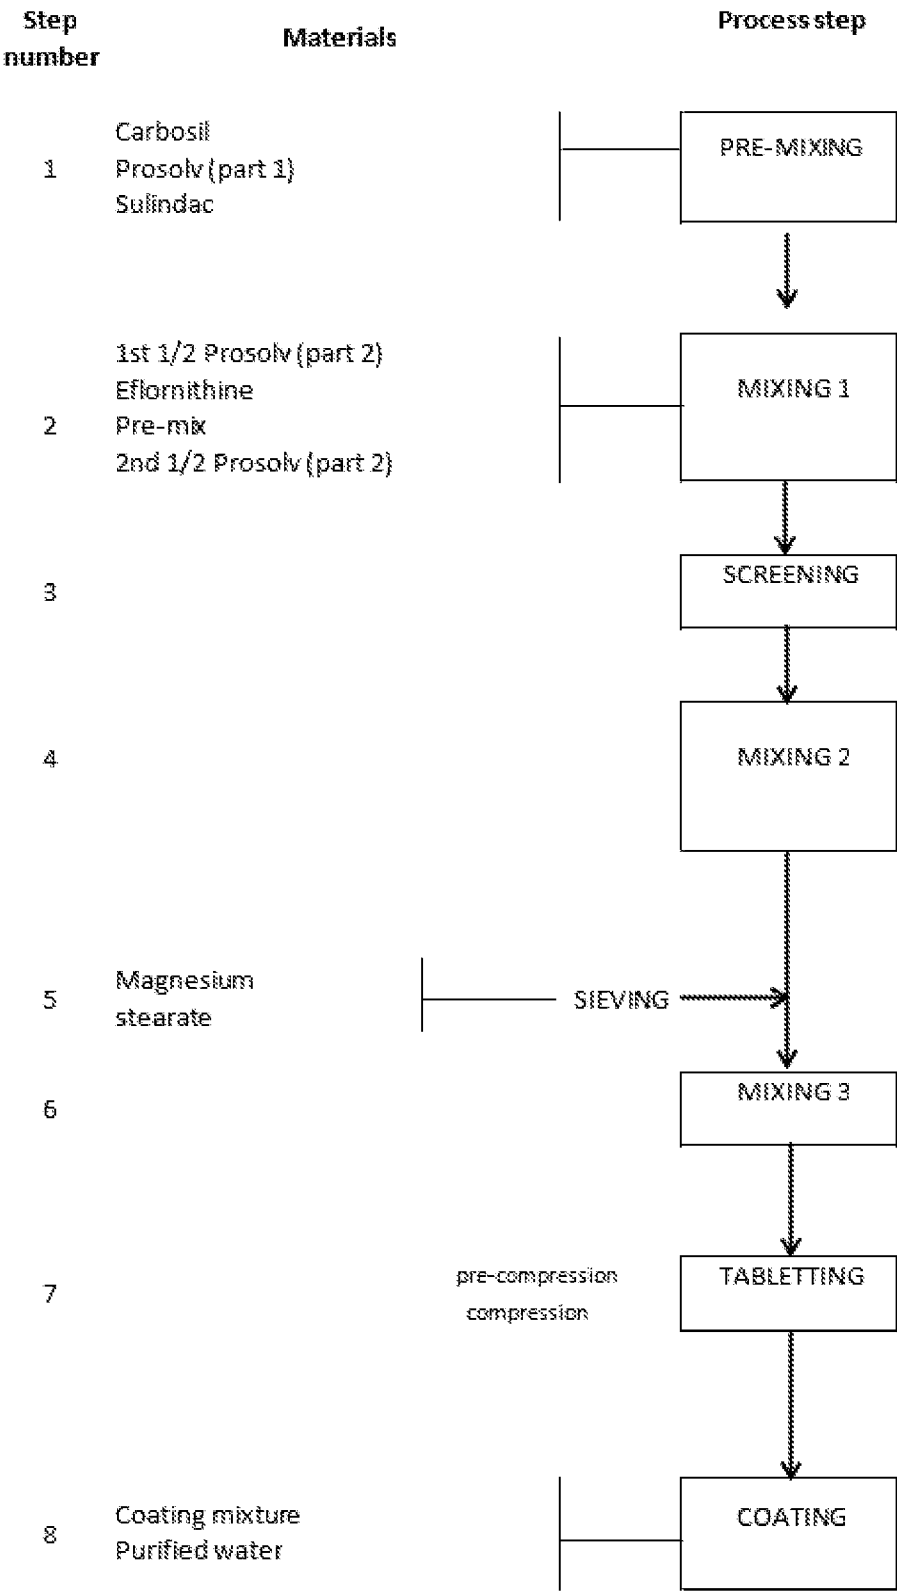 Step number
Materials
Process step
1
Carbosil
Prosolv (part 1)
Sulindac
PRE-MIXING
2
1st 1/2 Prosolv (part 2)
Eflornithine
Pre-mix
2nd 1/2 Prosolv (part 2)
MIXING 1
3
SCREENING
4
MIXING 2
5
Magnesium
stearate
SIEVING
6
MIXING 3
7
pre-compression
compression
TABLETTING
8
Coating mixture
Purified water
COATING